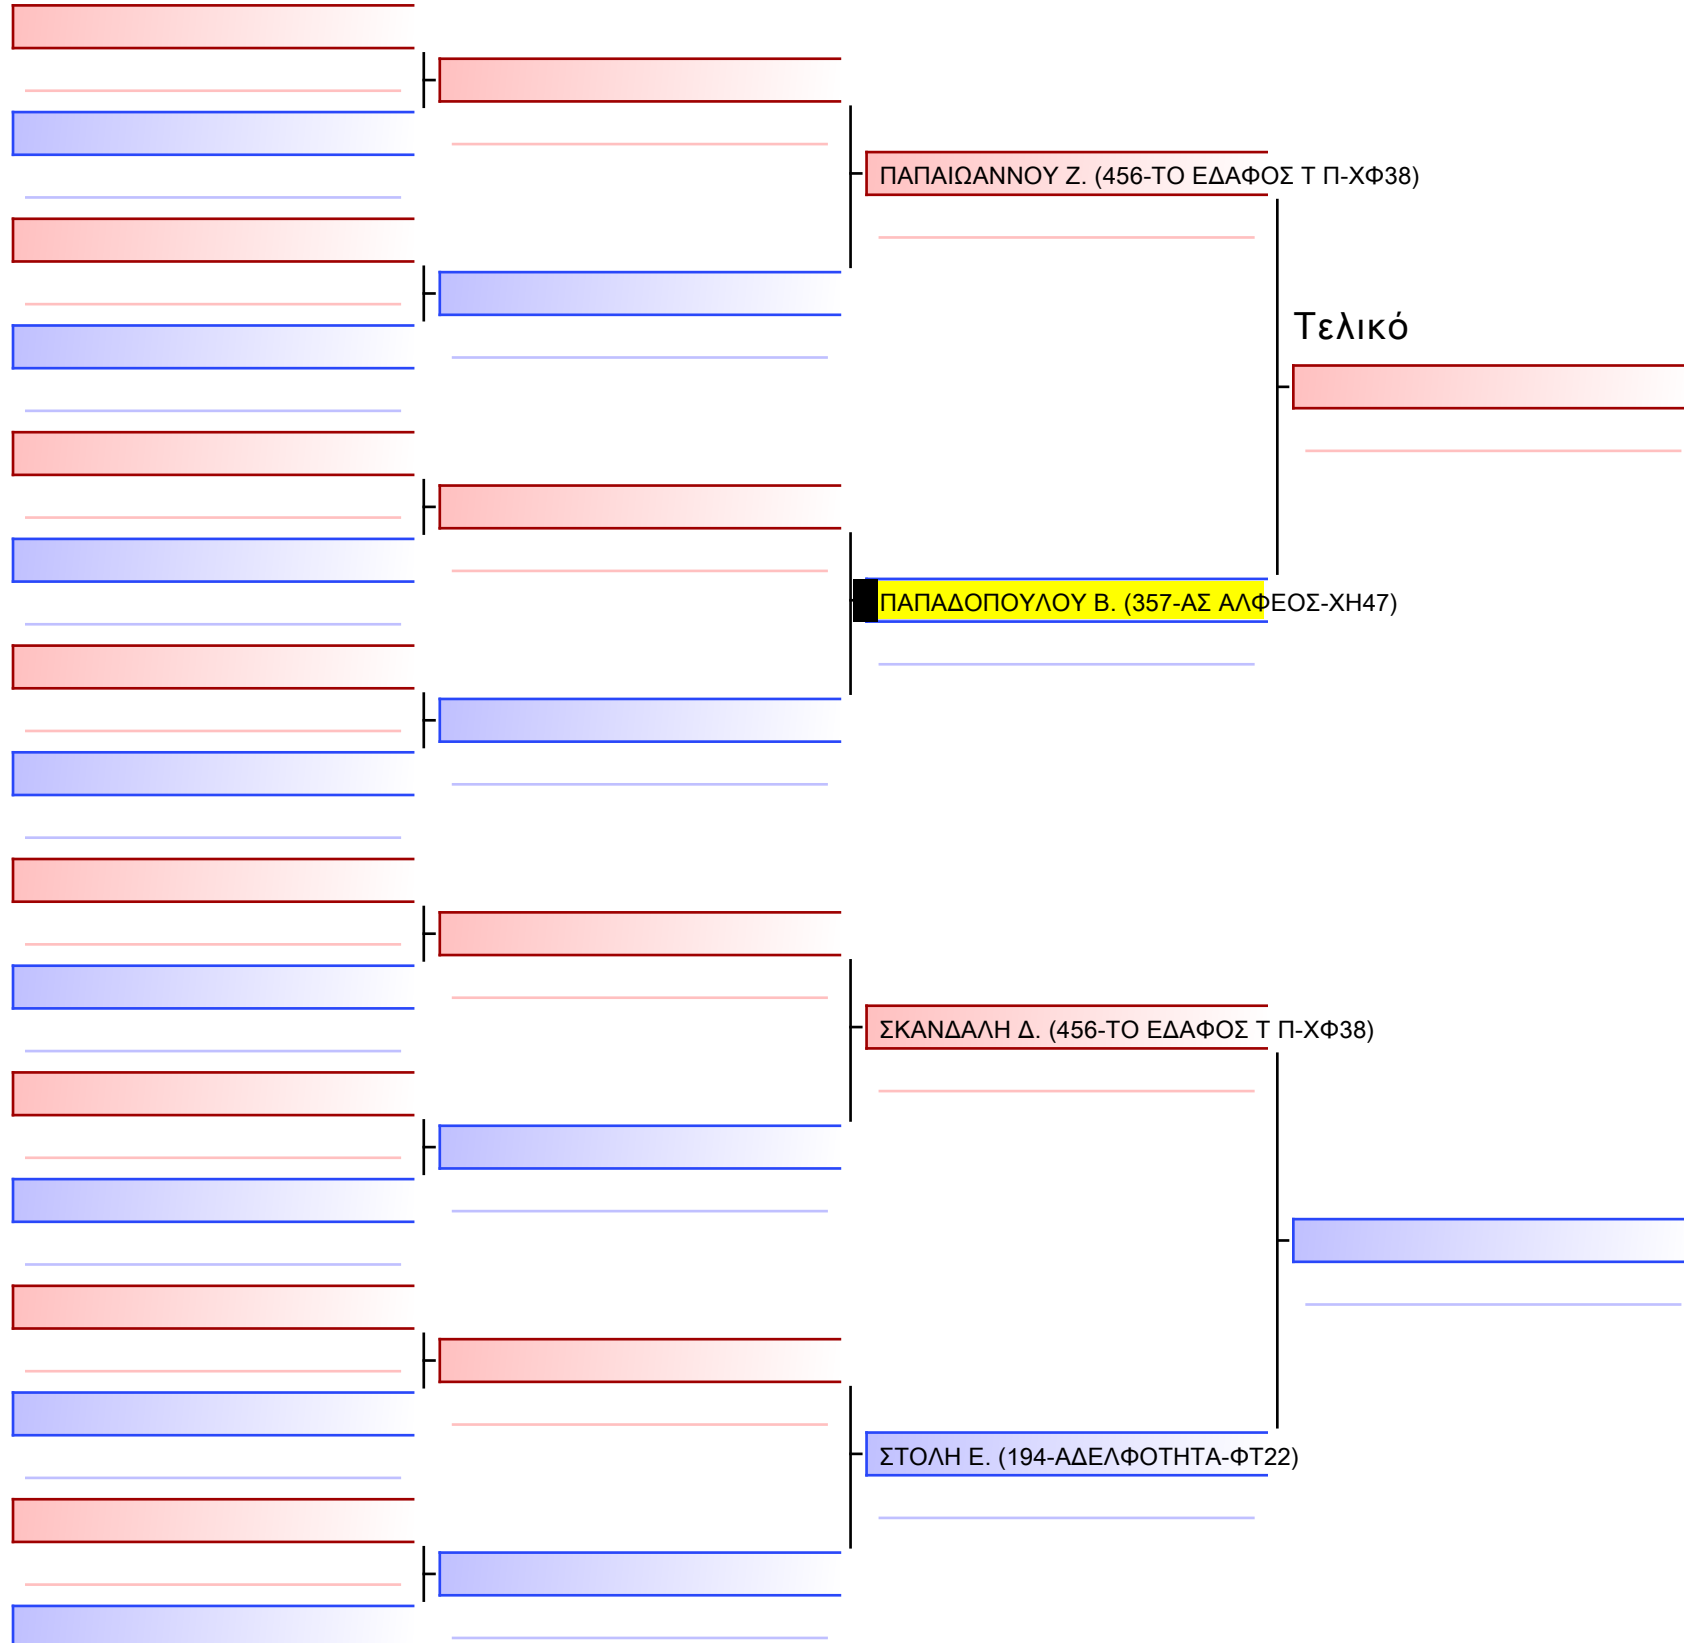 ΠΑΠΑΙΩΑΝΝΟΥ Ζ. (456-ΤΟ ΕΔΑΦΟΣ Τ Π-ΧΦ38)
Τελικό
ΠΑΠΑΔΟΠΟΥΛΟΥ Β. (357-ΑΣ ΑΛΦΕΟΣ-ΧΗ47)
ΣΚΑΝΔΑΛΗ Δ. (456-ΤΟ ΕΔΑΦΟΣ Τ Π-ΧΦ38)
ΣΤΟΛΗ Ε. (194-ΑΔΕΛΦΟΤΗΤΑ-ΦΤ22)